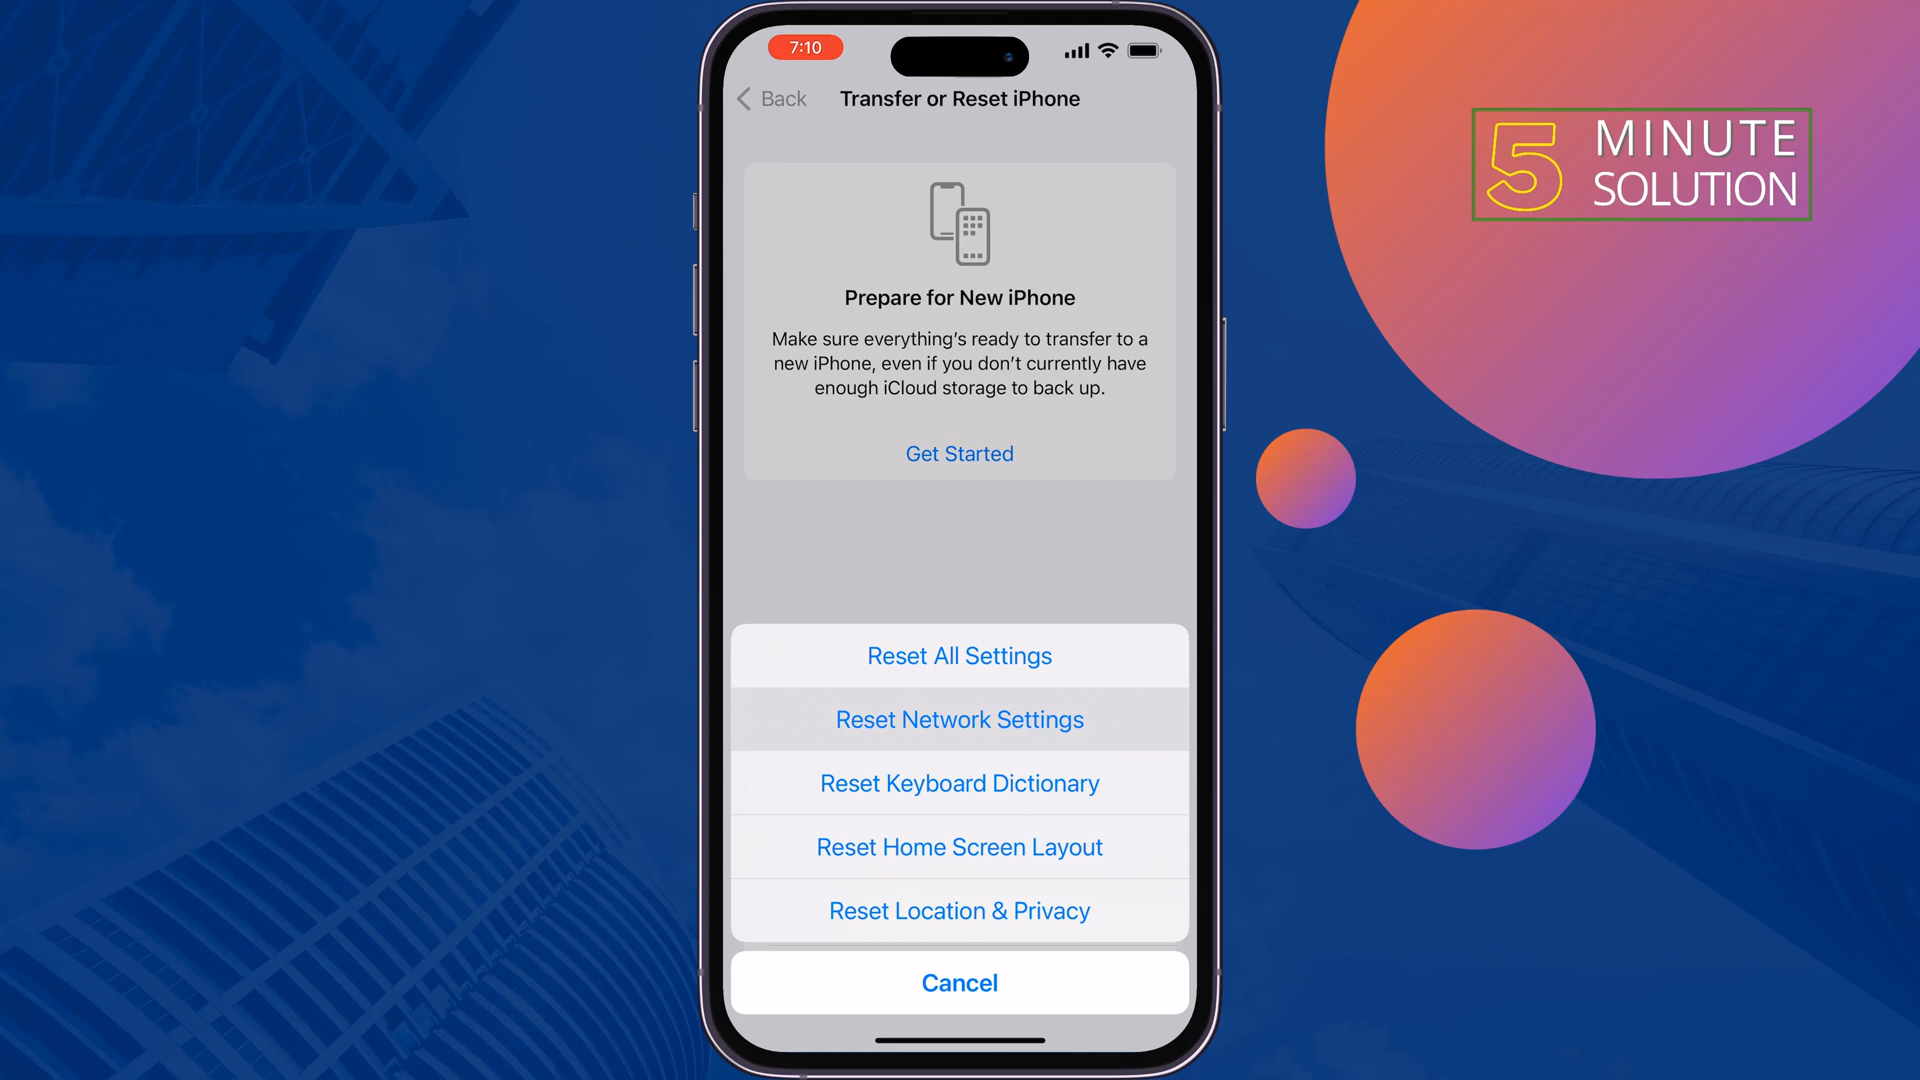 7:10
Back
Transfer or Reset iPhone
Prepare for New iPhone
Make sure everything's ready to transfer to a
new iPhone, even if you don't currently have
enough iCloud storage to back up.
Get Started
Reset All Settings
Reset Network Settings
Reset Keyboard Dictionary
Reset Home Screen Layout
Reset Location & Privacy
Cancel
5 MINUTE
SOLUTION